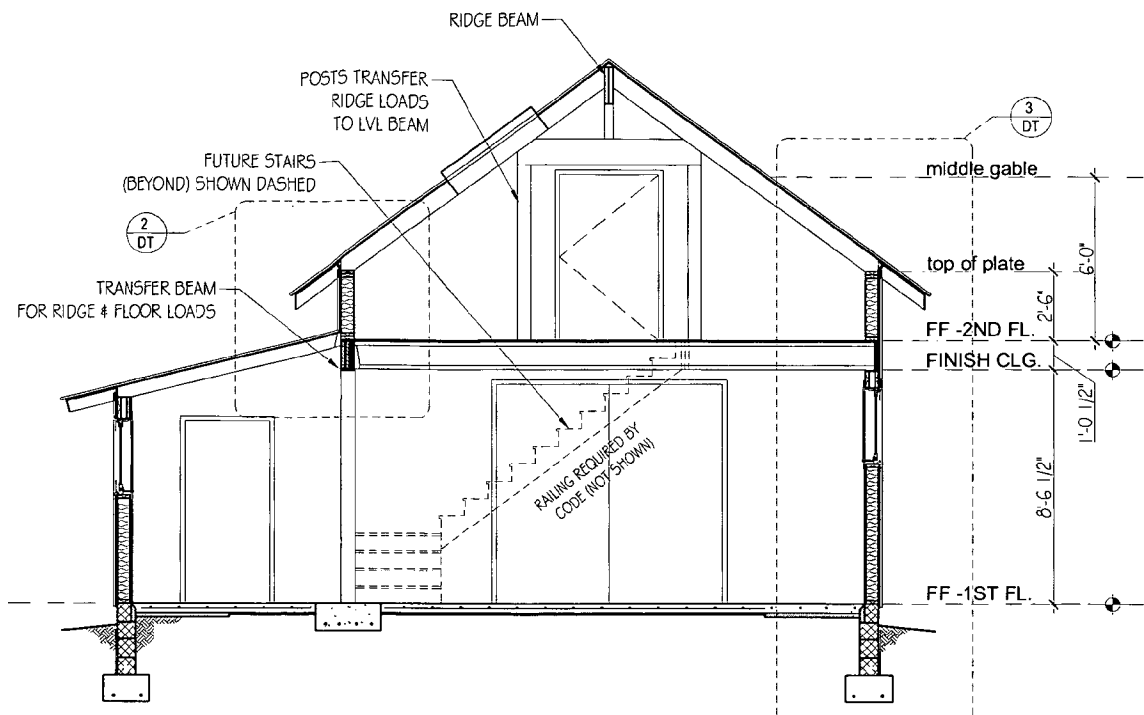 RIDGE BEAM
POSTS TRANSFER
RIDGE LOADS
TO LVL BEAM
3
DT
FUTURE STAIRS
(BEYOND) SHOWN DASHED
middle gable
2
DT
6'-0"
top of plate
TRANSFER BEAM
FOR RIDGE & FLOOR LOADS
2'-6"
FF -2ND FL.
FINISH CLG.
1'-0 1/2"
RAILING REQUIRED BY
CODE (NOT SHOWN)
8'-6 1/2"
FF -1ST FL.